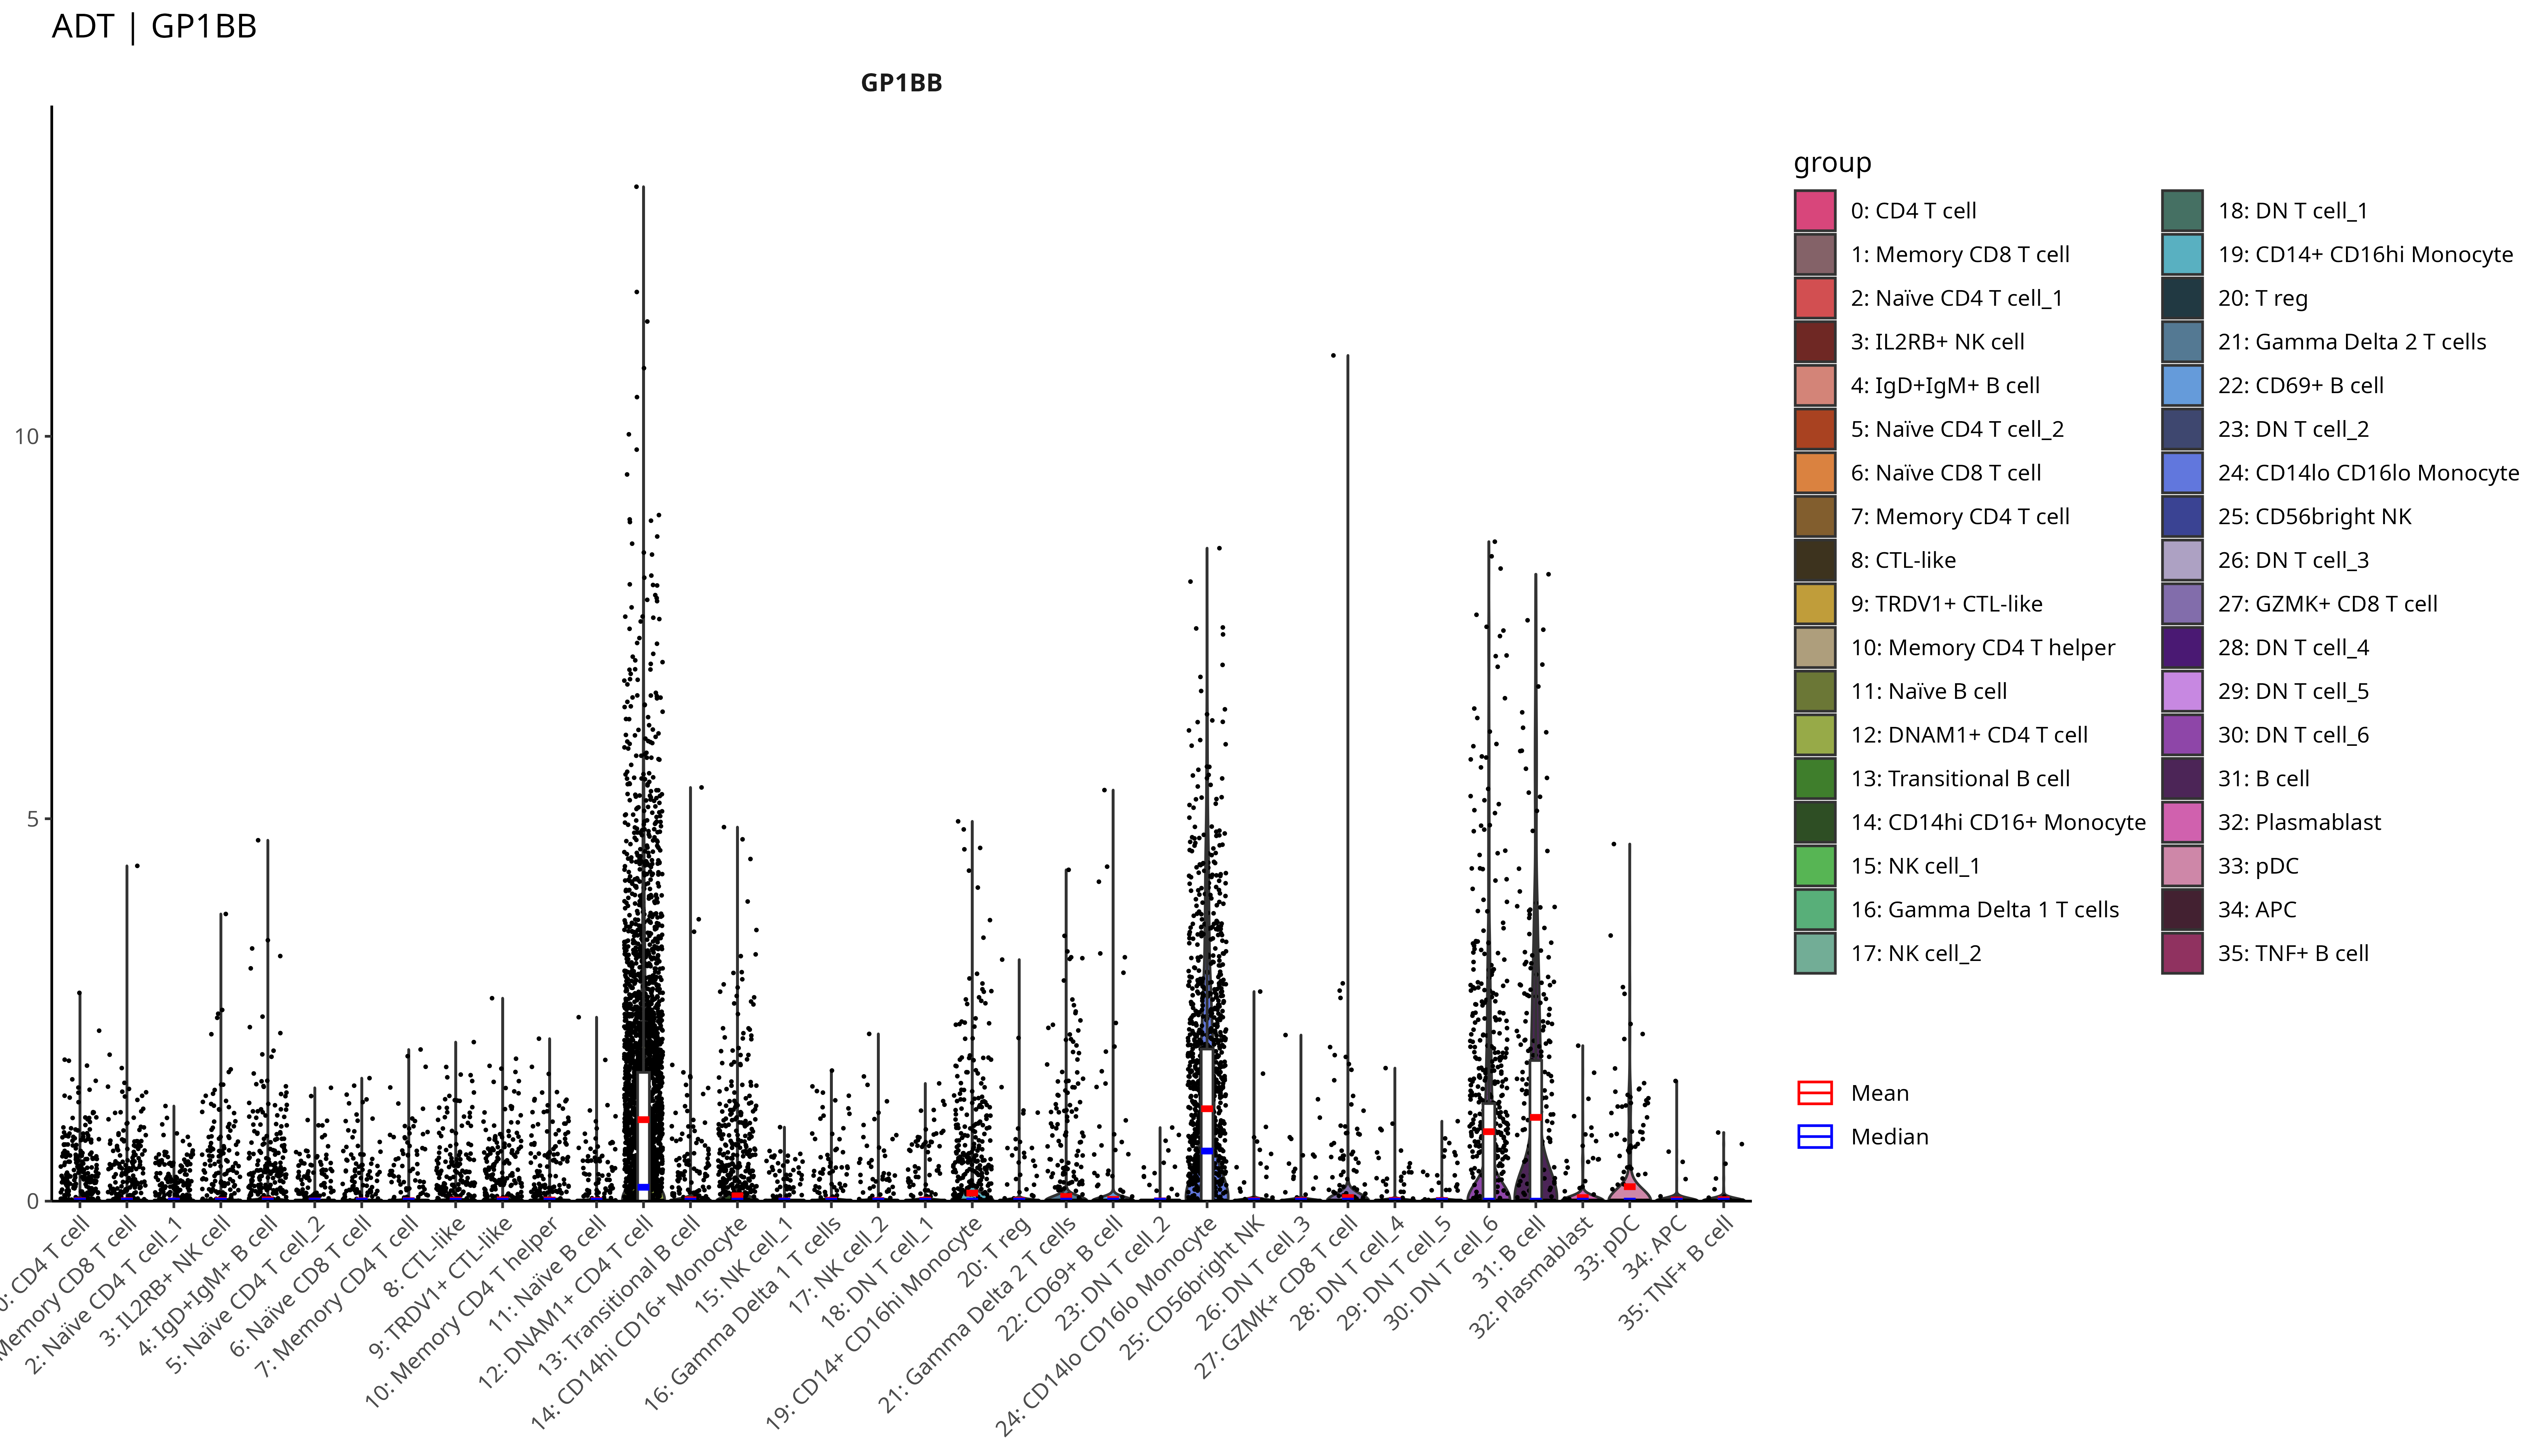 ADT | GP1BB
GP1BB
10
5
0
0: CD4 T cell
Memory CD8 T cell
2: Naïve CD4 T cell_1
3: IL2RB+ NK cell
4: IgD+IgM+ B cell
5: Naïve CD4 T cell_2
6: Naïve CD8 T cell
7: Memory CD4 T cell
8: CTL-like
9: TRDV1+ CTL-like
10: Memory CD4 T helper
11: Naïve B cell
12: DNAM1+ CD4 T cell
13: Transitional B cell
14: CD14hi CD16+ Monocyte
15: NK cell_1
16: Gamma Delta 1 T cells
17: NK cell_2
18: DN T cell_1
19: CD14+ CD16hi Monocyte
20: T reg
21: Gamma Delta 2 T cells
22: CD69+ B cell
23: DN T cell_2
24: CD14lo CD16lo Monocyte
25: CD56bright NK
26: DN T cell_3
27: GZMK+ CD8 T cell
28: DN T cell_4
29: DN T cell_5
30: DN T cell_6
31: B cell
32: Plasmablast
33: pDC
34: APC
35: TNF+ B cell
group
0: CD4 T cell
1: Memory CD8 T cell
2: Naïve CD4 T cell_1
3: IL2RB+ NK cell
4: IgD+IgM+ B cell
5: Naïve CD4 T cell_2
6: Naïve CD8 T cell
7: Memory CD4 T cell
8: CTL-like
9: TRDV1+ CTL-like
10: Memory CD4 T helper
11: Naïve B cell
12: DNAM1+ CD4 T cell
13: Transitional B cell
14: CD14hi CD16+ Monocyte
15: NK cell_1
16: Gamma Delta 1 T cells
17: NK cell_2
18: DN T cell_1
19: CD14+ CD16hi Monocyte
20: T reg
21: Gamma Delta 2 T cells
22: CD69+ B cell
23: DN T cell_2
24: CD14lo CD16lo Monocyte
25: CD56bright NK
26: DN T cell_3
27: GZMK+ CD8 T cell
28: DN T cell_4
29: DN T cell_5
30: DN T cell_6
31: B cell
32: Plasmablast
33: pDC
34: APC
35: TNF+ B cell
Mean
Median